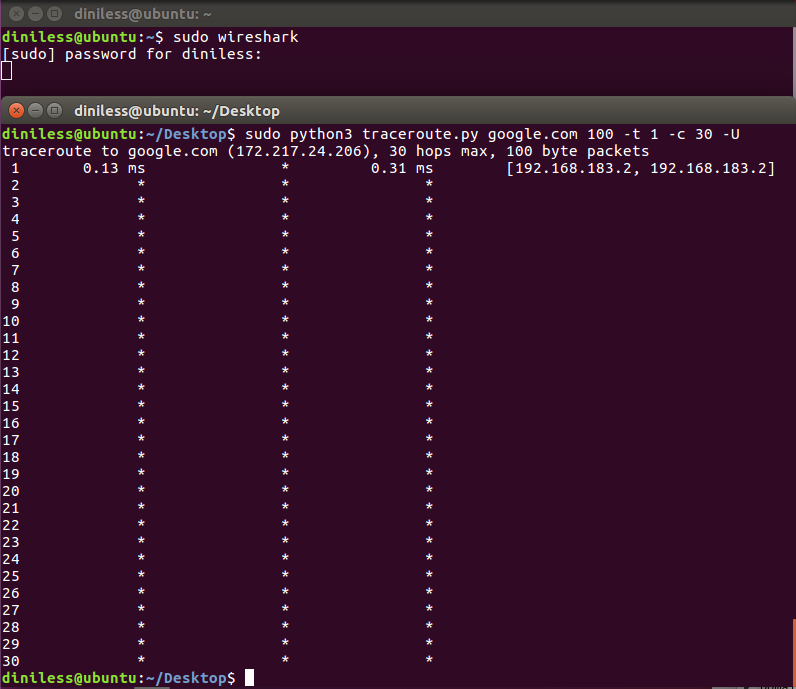 diniless@ubuntu: ~
diniless@ubuntu:~$ sudo wireshark
[sudo] password for diniless:
diniless@ubuntu: ~/Desktop
diniless@ubuntu:~/Desktop$ sudo python3 traceroute.py google.com 100 -t 1 -c 30 -U
traceroute to google.com (172.217.24.206), 30 hops max, 100 byte packets
1 0.13 ms * 0.31 ms [192.168.183.2, 192.168.183.2]
2 * * *
3 * * *
4 * * *
5 * * *
6 * * *
7 * * *
8 * * *
9 * * *
10 * * *
11 * * *
12 * * *
13 * * *
14 * * *
15 * * *
16 * * *
17 * * *
18 * * *
19 * * *
20 * * *
21 * * *
22 * * *
23 * * *
24 * * *
25 * * *
26 * * *
27 * * *
28 * * *
29 * * *
30 * * *
diniless@ubuntu:~/Desktop$